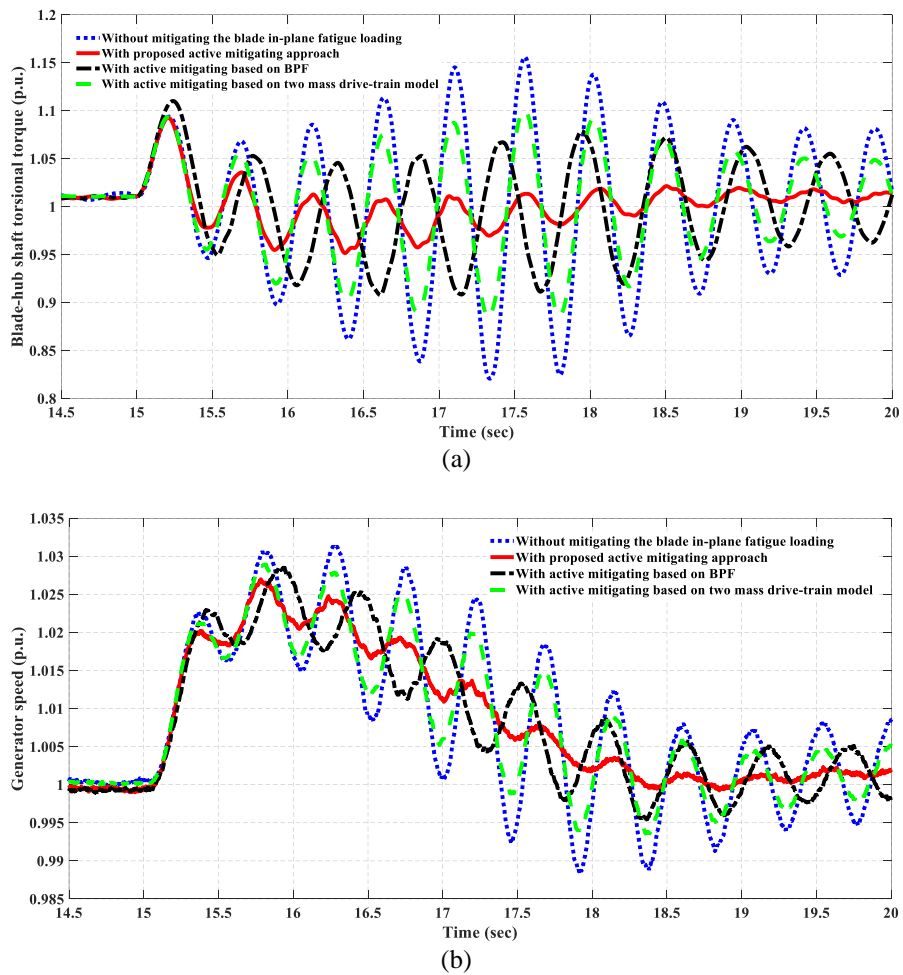 1.2
1.15
1.1
1.05
1
0.95
0.9
0.85
0.8
Blade-hub shaft torsional torque (p.u.)
Without mitigating the blade in-plane fatigue loading
With proposed active mitigating approach
With active mitigating based on BPF
With active mitigating based on two mass drive-train model
14.5 15 15.5 16 16.5 17 17.5 18 18.5 19 19.5 20
Time (sec)
(a)
1.035
1.03
1.025
1.02
1.015
1.01
1.005
1
0.995
0.99
0.985
Generator speed (p.u.)
Without mitigating the blade in-plane fatigue loading
With proposed active mitigating approach
With active mitigating based on BPF
With active mitigating based on two mass drive-train model
14.5 15 15.5 16 16.5 17 17.5 18 18.5 19 19.5 20
Time (sec)
(b)